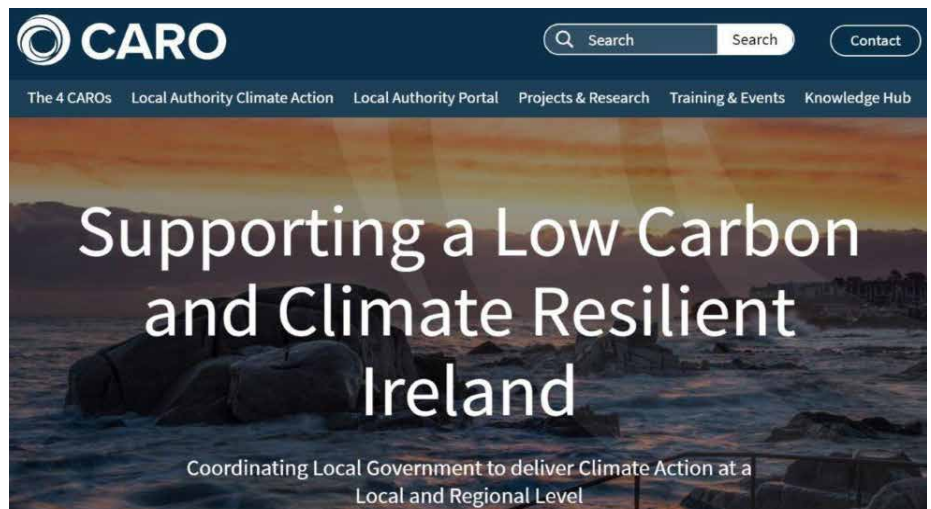 CARO
Search
Search
Contact
The 4 CAROs
Local Authority Climate Action
Local Authority Portal
Projects & Research
Training & Events
Knowledge Hub
Supporting a Low Carbon
and Climate Resilient
Ireland
Coordinating Local Government to deliver Climate Action at a
Local and Regional Level